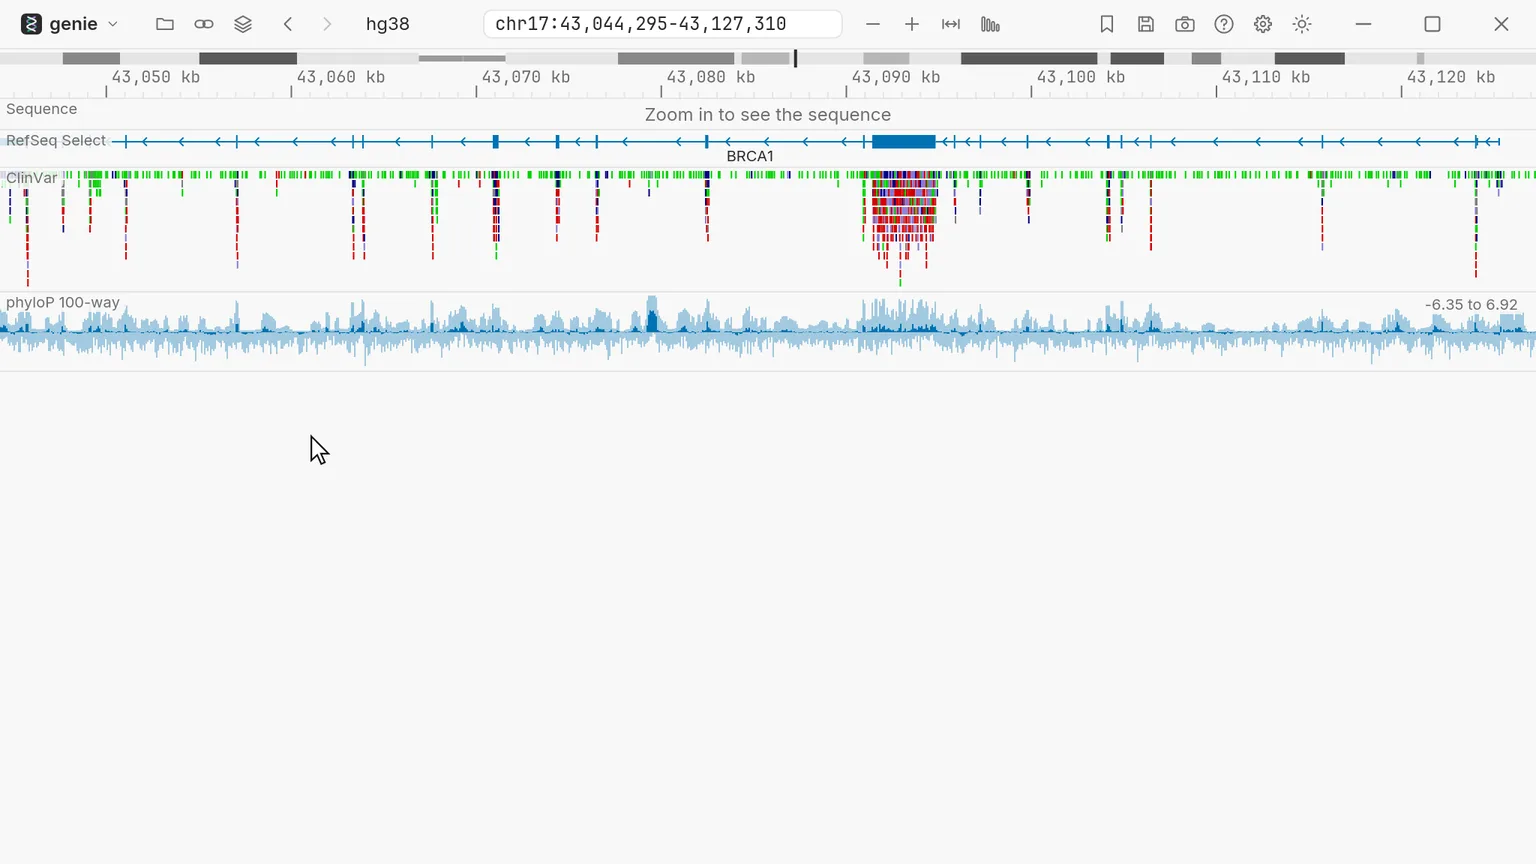 genie hg38 chr17:43,044,295-43,127,310
43,050 kb 43,060 kb 43,070 kb 43,080 kb 43,090 kb 43,100 kb 43,110 kb 43,120 kb
Sequence
Zoom in to see the sequence
RefSeq Select
BRCA1
ClinVar
phyloP 100-way
-6.35 to 6.92